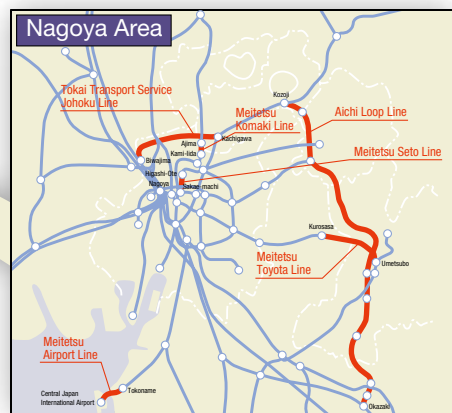 Nagoya Area
Tokai Transport Service
Johoku Line
Meitetsu
Komaki Line
Kozoji
Aichi Loop Line
Kachigawa
Ajima
Kami-Iida
Meitetsu Seto Line
Biwajima
Higashi-Ote
Nagoya
Sakae-machi
Kurosasa
Meitetsu
Toyota Line
Umetsubo
Meitetsu
Airport Line
Central Japan
International Airport
Tokoname
Okazaki